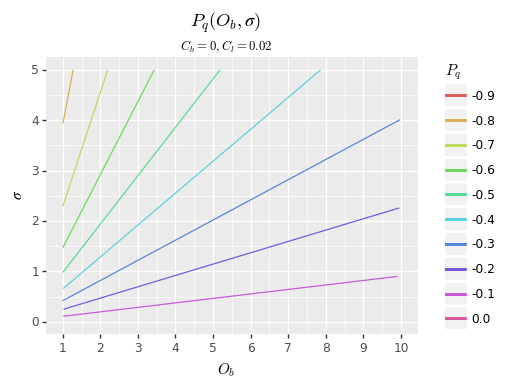 P_q(O_b, σ)
C_b = 0, C_l = 0.02
5
4
3
2
1
0
σ
1 2 3 4 5 6 7 8 9 10
O_b
P_q
-0.9
-0.8
-0.7
-0.6
-0.5
-0.4
-0.3
-0.2
-0.1
0.0